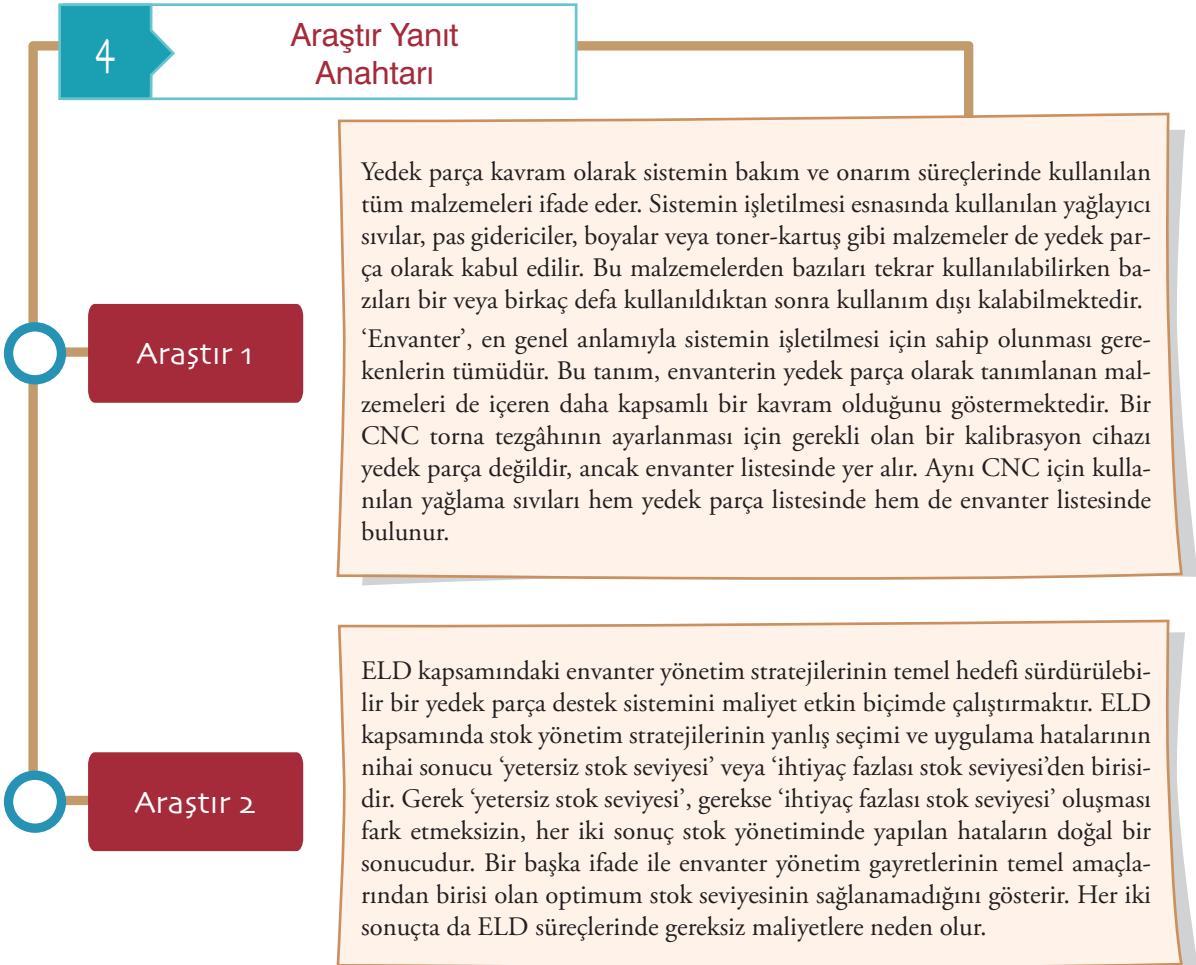 4
Araştır Yanıt
Anahtarı
Araştır 1
Yedek parça kavram olarak sistemin bakım ve onarım süreçlerinde kullanılan
tüm malzemeleri ifade eder. Sistemin işletilmesi esnasında kullanılan yağlayıcı
sıvılar, pas gidericiler, boyalar veya toner-kartuş gibi malzemeler de yedek par-
ça olarak kabul edilir. Bu malzemelerden bazıları tekrar kullanılabilirken ba-
zıları bir veya birkaç defa kullanıldıktan sonra kullanım dışı kalabilmektedir.
‘Envanter’, en genel anlamıyla sistemin işletilmesi için sahip olunması gere-
kenlerin tümüdür. Bu tanım, envanterin yedek parça olarak tanımlanan mal-
zemeleri de içeren daha kapsamlı bir kavram olduğunu göstermektedir. Bir
CNC torna tezgâhının ayarlanması için gerekli olan bir kalibrasyon cihazı
yedek parça değildir, ancak envanter listesinde yer alır. Aynı CNC için kulla-
nılan yağlama sıvıları hem yedek parça listesinde hem de envanter listesinde
bulunur.
Araştır 2
ELD kapsamındaki envanter yönetim stratejilerinin temel hedefi sürdürülebi-
lir bir yedek parça destek sistemini maliyet etkin biçimde çalıştırmaktır. ELD
kapsamında stok yönetim stratejilerinin yanlış seçimi ve uygulama hatalarının
nihai sonucu ‘yetersiz stok seviyesi’ veya ‘ihtiyaç fazlası stok seviyesi’den birisi-
dir. Gerek ‘yetersiz stok seviyesi’, gerekse ‘ihtiyaç fazlası stok seviyesi’ oluşması
fark etmeksizin, her iki sonuç stok yönetiminde yapılan hataların doğal bir
sonucudur. Bir başka ifade ile envanter yönetim gayretlerinin temel amaçla-
rından birisi olan optimum stok seviyesinin sağlanamadığını gösterir. Her iki
sonuçta da ELD süreçlerinde gereksiz maliyetlere neden olur.